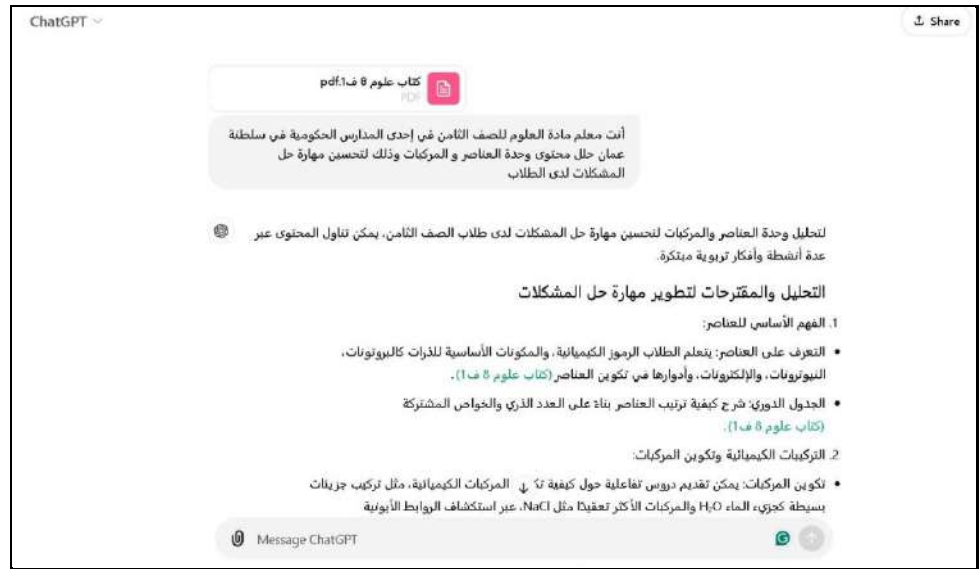 ChatGPT
Share
كتاب علوم 8 ف1.pdf
PDF
أنت معلم مادة العلوم للصف الثامن في إحدى المدارس الحكومية في سلطنة
عمان حلل محتوى وحدة العناصر و المركبات وذلك لتحسين مهارة حل
المشكلات لدى الطلاب
لتحليل وحدة العناصر والمركبات لتحسين مهارة حل المشكلات لدى طلاب الصف الثامن، يمكن تناول المحتوى عبر
عدة أنشطة وأفكار تربوية مبتكرة.
التحليل والمقترحات لتطوير مهارة حل المشكلات
1. الفهم الأساسي للعناصر:
• التعرف على العناصر: يتعلم الطلاب الرموز الكيميائية، والمكونات الأساسية للذرات كالبروتونات،
النيوترونات، والإلكترونات، وأدوارها في تكوين العناصر (كتاب علوم 8 ف1).
• الجدول الدوري: شرح كيفية ترتيب العناصر بناءً على العدد الذري والخواص المشتركة
(كتاب علوم 8 ف1).
2. التركيبات الكيميائية وتكوين المركبات:
• تكوين المركبات: يمكن تقديم دروس تفاعلية حول كيفية المركبات الكيميائية، مثل تركيب جزيئات
بسيطة كجزيء الماء H₂O والمركبات الأكثر تعقيدًا مثل NaCl، عبر استكشاف الروابط الأيونية
Message ChatGPT